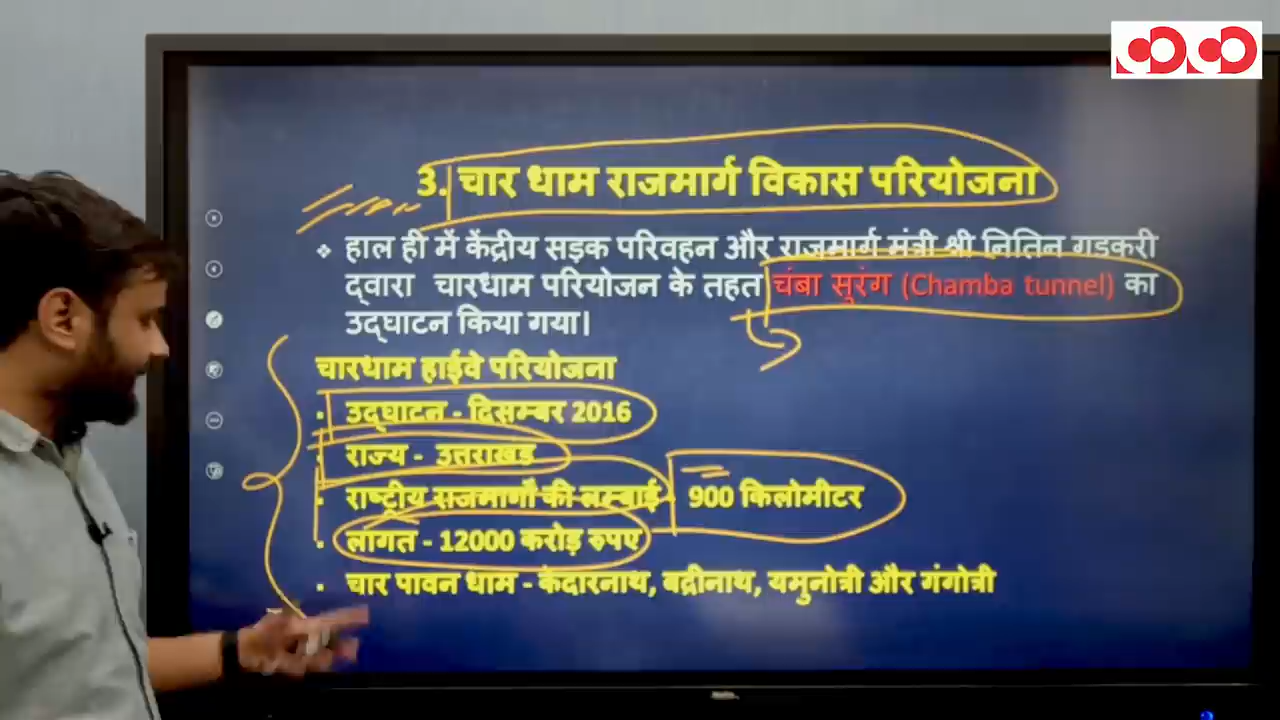 3. चार धाम राजमार्ग विकास परियोजना
❖ हाल ही में केंद्रीय सड़क परिवहन और राजमार्ग मंत्री श्री नितिन गडकरी
द्वारा चारधाम परियोजन के तहत चंबा सूरंग (Chamba tunnel) का
उद्घाटन किया गया।
चारधाम हाईवे परियोजना
· उद्घाटन - दिसम्बर 2016
· राज्य - उत्तराखंड
· राष्ट्रीय राजमार्गों की लम्बाई - 900 किलोमीटर
· लागत - 12000 करोड़ रुपए
· चार पावन धाम - केदारनाथ, बद्रीनाथ, यमुनोत्री और गंगोत्री